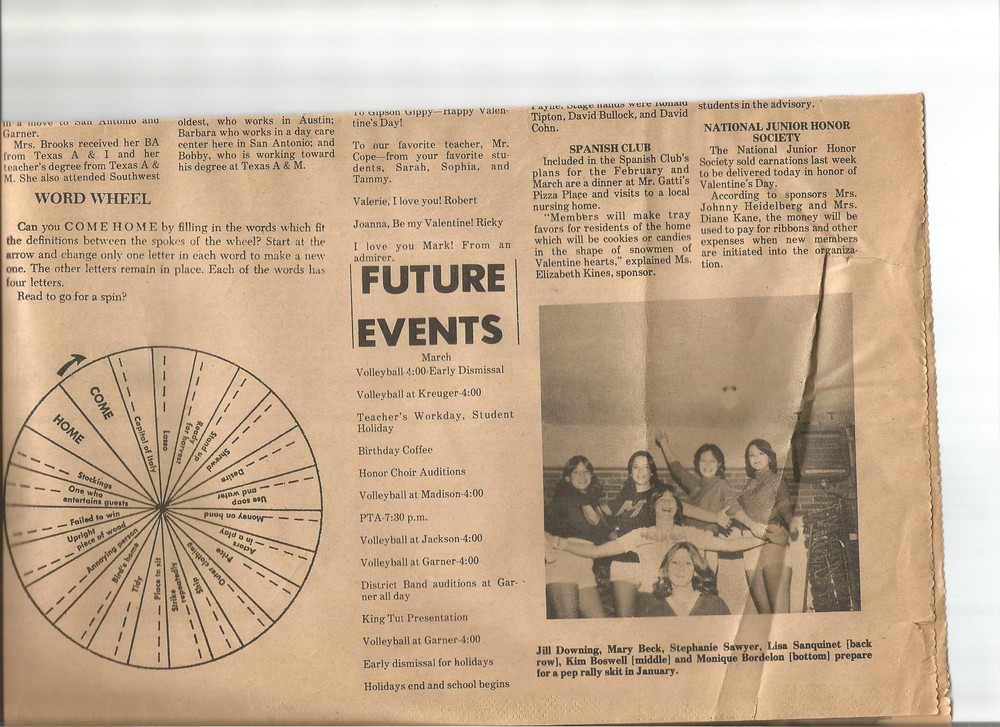 in a move to San Antonio and
Garner.
Mrs. Brooks received her BA
from Texas A & I and her
teacher's degree from Texas A &
M. She also attended Southwest
oldest, who works in Austin;
Barbara who works in a day care
center here in San Antonio; and
Bobby, who is working toward
his degree at Texas A & M.
WORD WHEEL
Can you COME HOME by filling in the words which fit
the definitions between the spokes of the wheel? Start at the
arrow and change only one letter in each word to make a new
one. The other letters remain in place. Each of the words has
four letters.
Read to go for a spin?
COME
Capital of Italy
Lasso
Ready
for harvest
Stand up
Shrewd
Desire
Use soap
and water
Money on hand
Actors
in a play
Price
Outer clothing
Ship
Strike
repeatedly
Place to sit
Tidy
Bird's home
Annoying person
Upright
piece of wood
Failed to win
One who
entertains guests
Stockings
HOME
To Gipson Gippy—Happy Valen-
tine's Day!
To our favorite teacher, Mr.
Cope—from your favorite stu-
dents, Sarah, Sophia, and
Tammy.
Valerie, I love you! Robert
Joanna, Be my Valentine! Ricky
I love you Mark! From an
admirer.
FUTURE
EVENTS
March
Volleyball-4:00-Early Dismissal
Volleyball at Kreuger-4:00
Teacher's Workday, Student
Holiday
Birthday Coffee
Honor Choir Auditions
Volleyball at Madison-4:00
PTA-7:30 p.m.
Volleyball at Jackson-4:00
Volleyball at Garner-4:00
District Band auditions at Gar-
ner all day
King Tut Presentation
Volleyball at Garner-4:00
Early dismissal for holidays
Holidays end and school begins
Payne. Stage hands were Ronald
Tipton, David Bullock, and David
Cohn.
SPANISH CLUB
Included in the Spanish Club's
plans for the February and
March are a dinner at Mr. Gatti's
Pizza Place and visits to a local
nursing home.
"Members will make tray
favors for residents of the home
which will be cookies or candies
in the shape of snowmen of
Valentine hearts," explained Ms.
Elizabeth Kines, sponsor.
students in the advisory.
NATIONAL JUNIOR HONOR
SOCIETY
The National Junior Honor
Society sold carnations last week
to be delivered today in honor of
Valentine's Day.
According to sponsors Mrs.
Johnny Heidelberg and Mrs.
Diane Kane, the money will be
used to pay for ribbons and other
expenses when new members
are initiated into the organiza-
tion.
Jill Downing, Mary Beck, Stephanie Sawyer, Lisa Sanquinet [back
row], Kim Boswell [middle] and Monique Bordelon [bottom] prepare
for a pep rally skit in January.